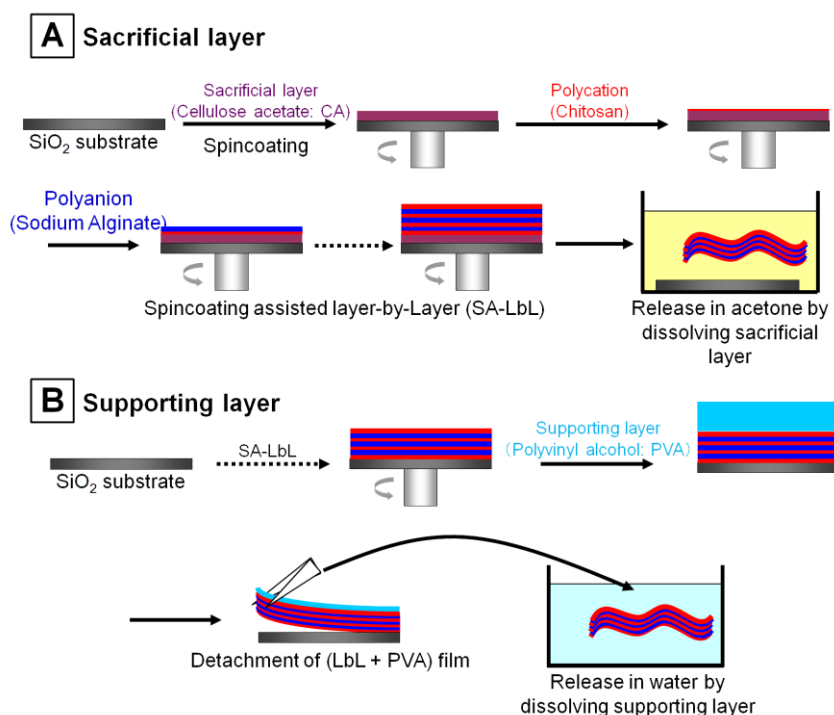 A Sacrificial layer
Sacrificial layer
(Cellulose acetate: CA)
Spincoating
SiO₂ substrate
Polycation
(Chitosan)
Polyanion
(Sodium Alginate)
Spincoating assisted layer-by-Layer (SA-LbL)
Release in acetone by
dissolving sacrificial
layer
B Supporting layer
SiO₂ substrate
SA-LbL
Supporting layer
(Polyvinyl alcohol: PVA)
Detachment of (LbL + PVA) film
Release in water by
dissolving supporting layer